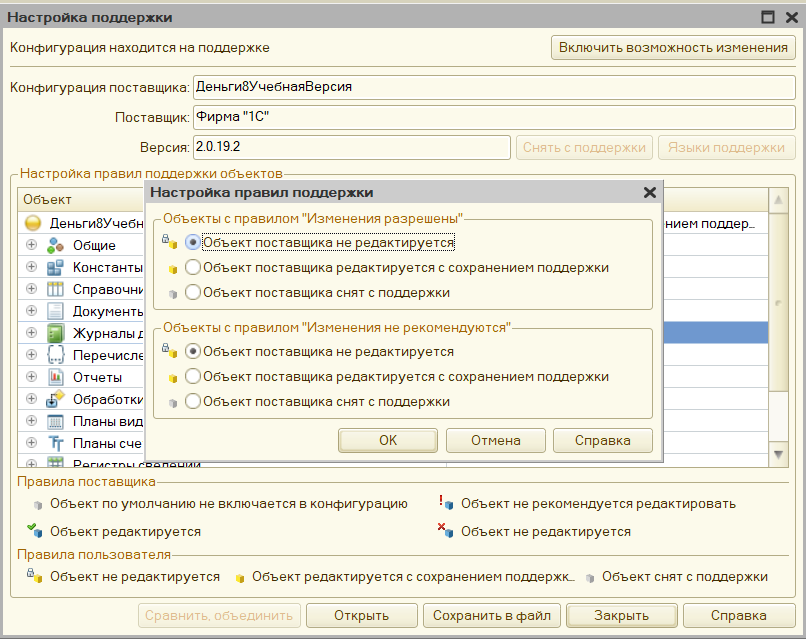 Настройка поддержки
Конфигурация находится на поддержке
Включить возможность изменения
Конфигурация поставщика: Деньги8УчебнаяВерсия
Поставщик: Фирма "1С"
Версия: 2.0.19.2 Снять с поддержки Языки поддержки
Настройка правил поддержки объектов
Объект
Деньги8Учебн
нием поддер...
Общие
Константы
Справочни
Документы
Журналы д
Перечисле
Отчеты
Обработки
Планы вид
Планы сче
Регистры сведений
Настройка правил поддержки
Объекты с правилом "Изменения разрешены"
Объект поставщика не редактируется
Объект поставщика редактируется с сохранением поддержки
Объект поставщика снят с поддержки
Объекты с правилом "Изменения не рекомендуются"
Объект поставщика не редактируется
Объект поставщика редактируется с сохранением поддержки
Объект поставщика снят с поддержки
OK Отмена Справка
Правила поставщика
Объект по умолчанию не включается в конфигурацию Объект не рекомендуется редактировать
Объект редактируется Объект не редактируется
Правила пользователя
Объект не редактируется Объект редактируется с сохранением поддержк... Объект снят с поддержки
Сравнить, объединить Открыть Сохранить в файл Закрыть Справка